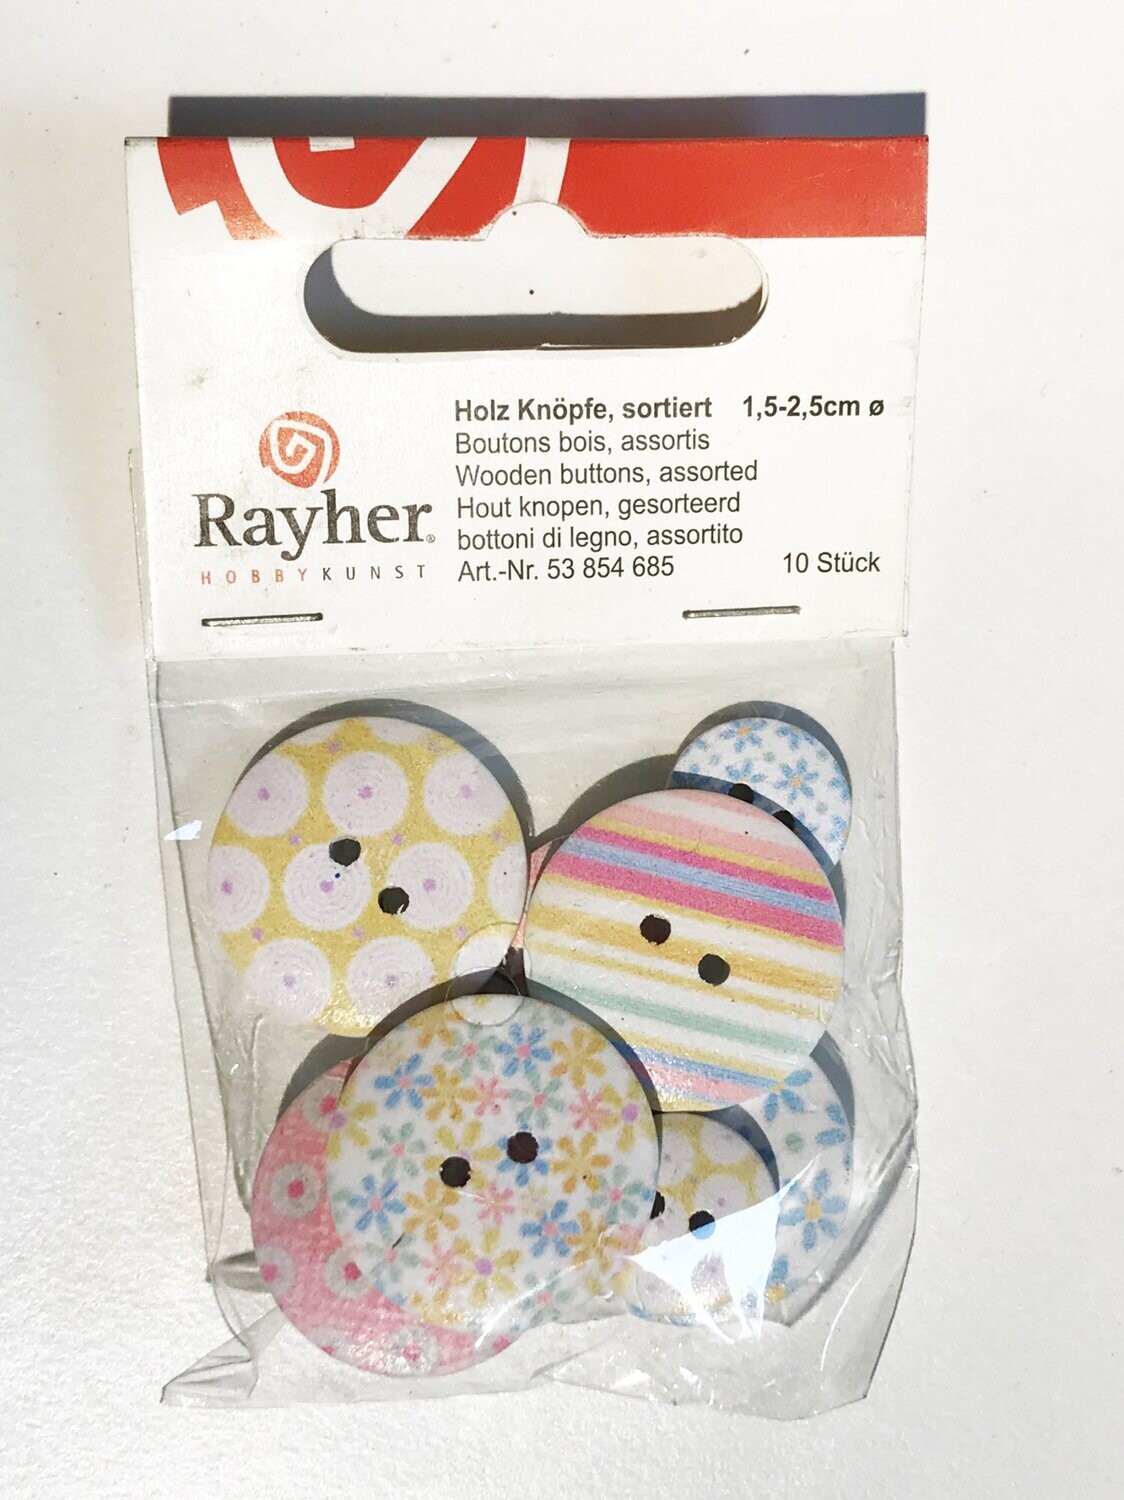 Holz Knöpfe, sortiert 1,5-2,5cm ø
Boutons bois, assortis
Wooden buttons, assorted
Hout knopen, gesorteerd
bottoni di legno, assortito
Art.-Nr. 53 854 685 10 Stück
Rayher®
HOBBYKUNST